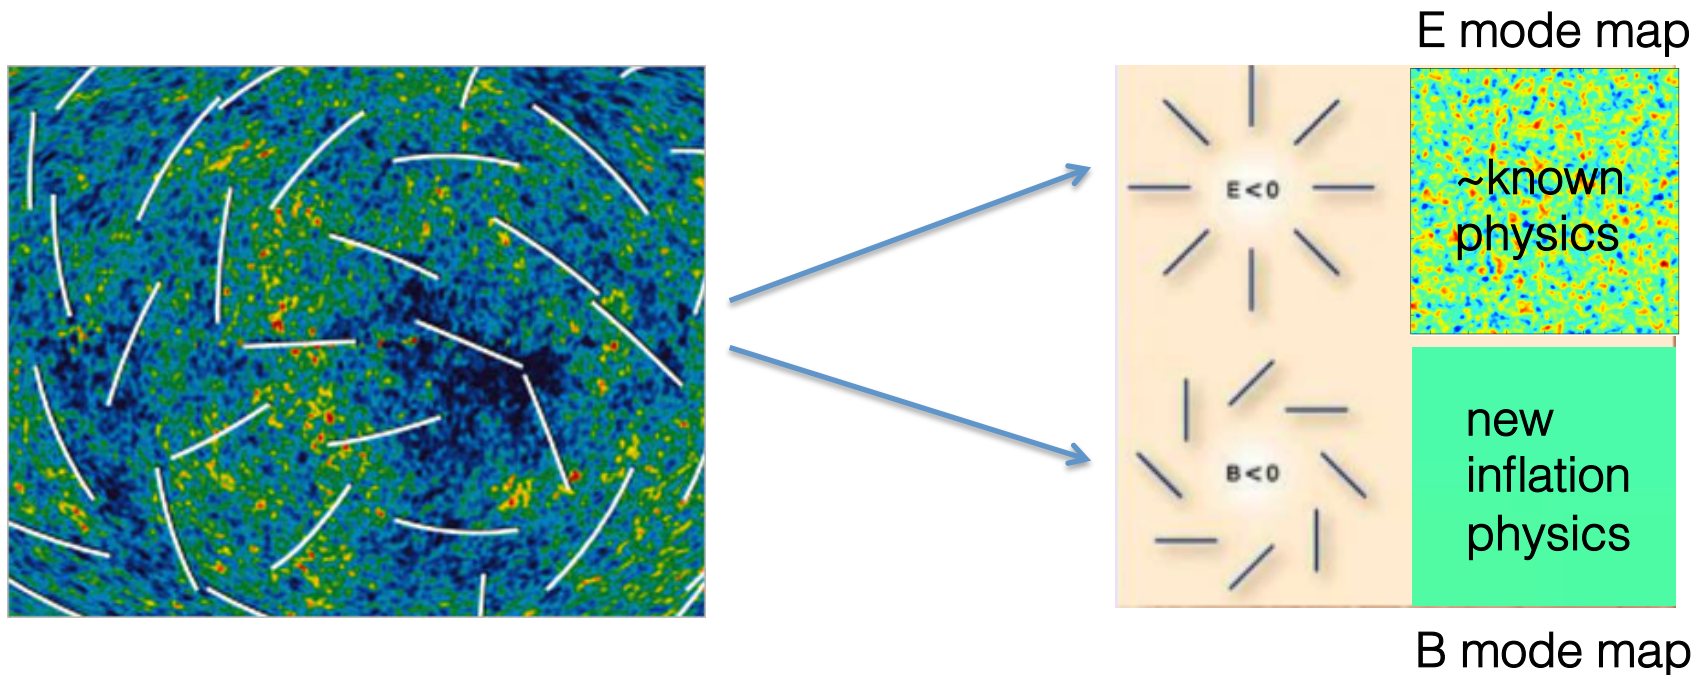 E mode map
E < 0
~known
physics
B < 0
new
inflation
physics
B mode map